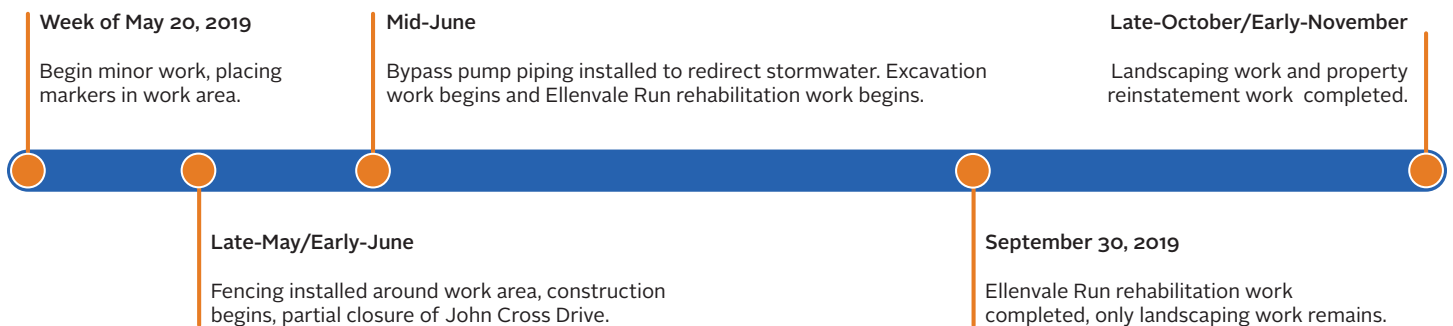 Week of May 20, 2019
Begin minor work, placing
markers in work area.
Mid-June
Bypass pump piping installed to redirect stormwater. Excavation
work begins and Ellenvale Run rehabilitation work begins.
Late-October/Early-November
Landscaping work and property
reinstatement work completed.
Late-May/Early-June
Fencing installed around work area, construction
begins, partial closure of John Cross Drive.
September 30, 2019
Ellenvale Run rehabilitation work
completed, only landscaping work remains.